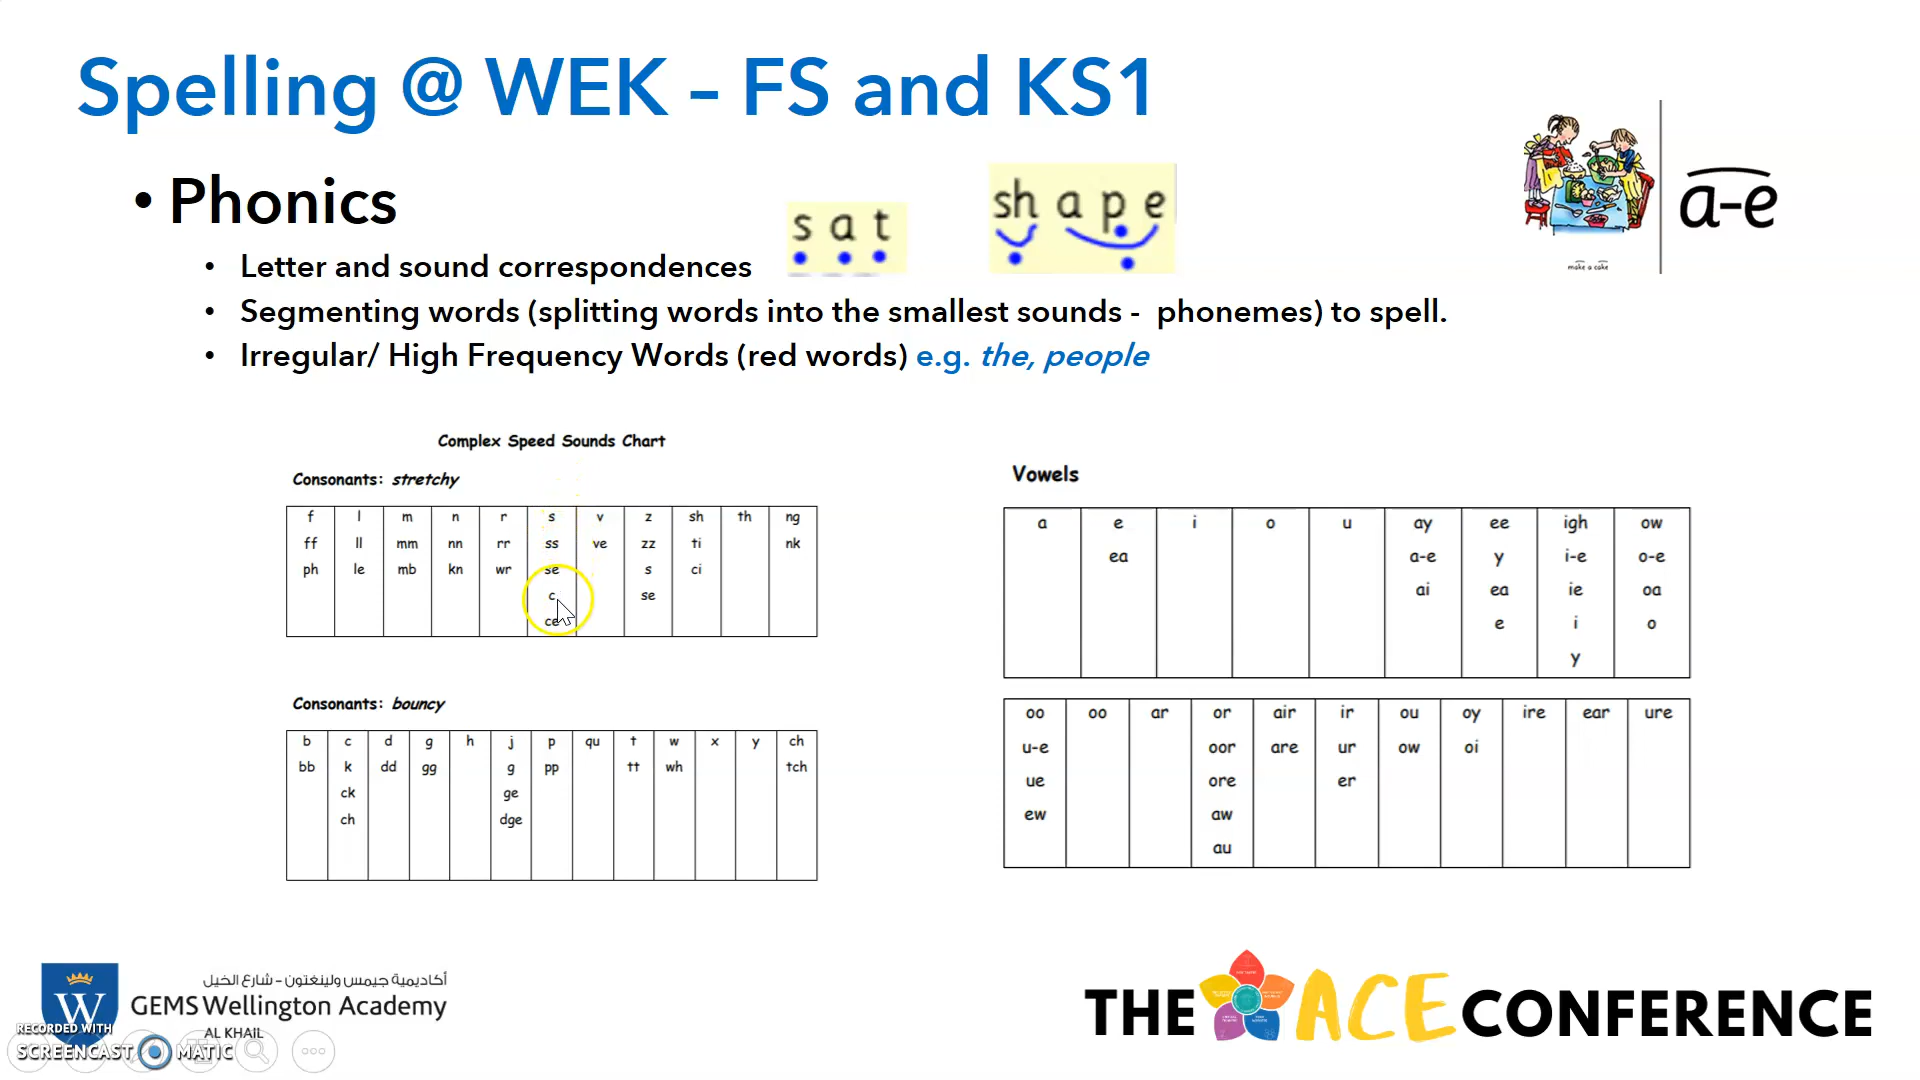 Spelling @ WEK – FS and KS1
• Phonics
• Letter and sound correspondences
sat
shape
make a cake
a-e
• Segmenting words (splitting words into the smallest sounds - phonemes) to spell.
• Irregular/ High Frequency Words (red words) e.g. the, people
Complex Speed Sounds Chart
Consonants: stretchy
f l m n r s v z sh th ng
ff ll mm nn rr ss ve zz ti nk
ph le mb kn wr se s ci
c se
ce
Consonants: bouncy
b c d g h j p qu t w x y ch
bb k dd gg g pp tt wh tch
ck ge
ch dge
Vowels
a e i o u ay ee igh ow
ea a-e y i-e o-e
ai ea ie oa
e i o
y
oo oo ar or air ir ou oy ire ear ure
u-e oor are ur ow oi
ue ore er
ew aw
au
أكاديمية جيمس ولينغتون - شارع الخيل
GEMS Wellington Academy
AL KHAIL
W
RECORDED WITH
SCREENCAST MATIC
THE ACE CONFERENCE